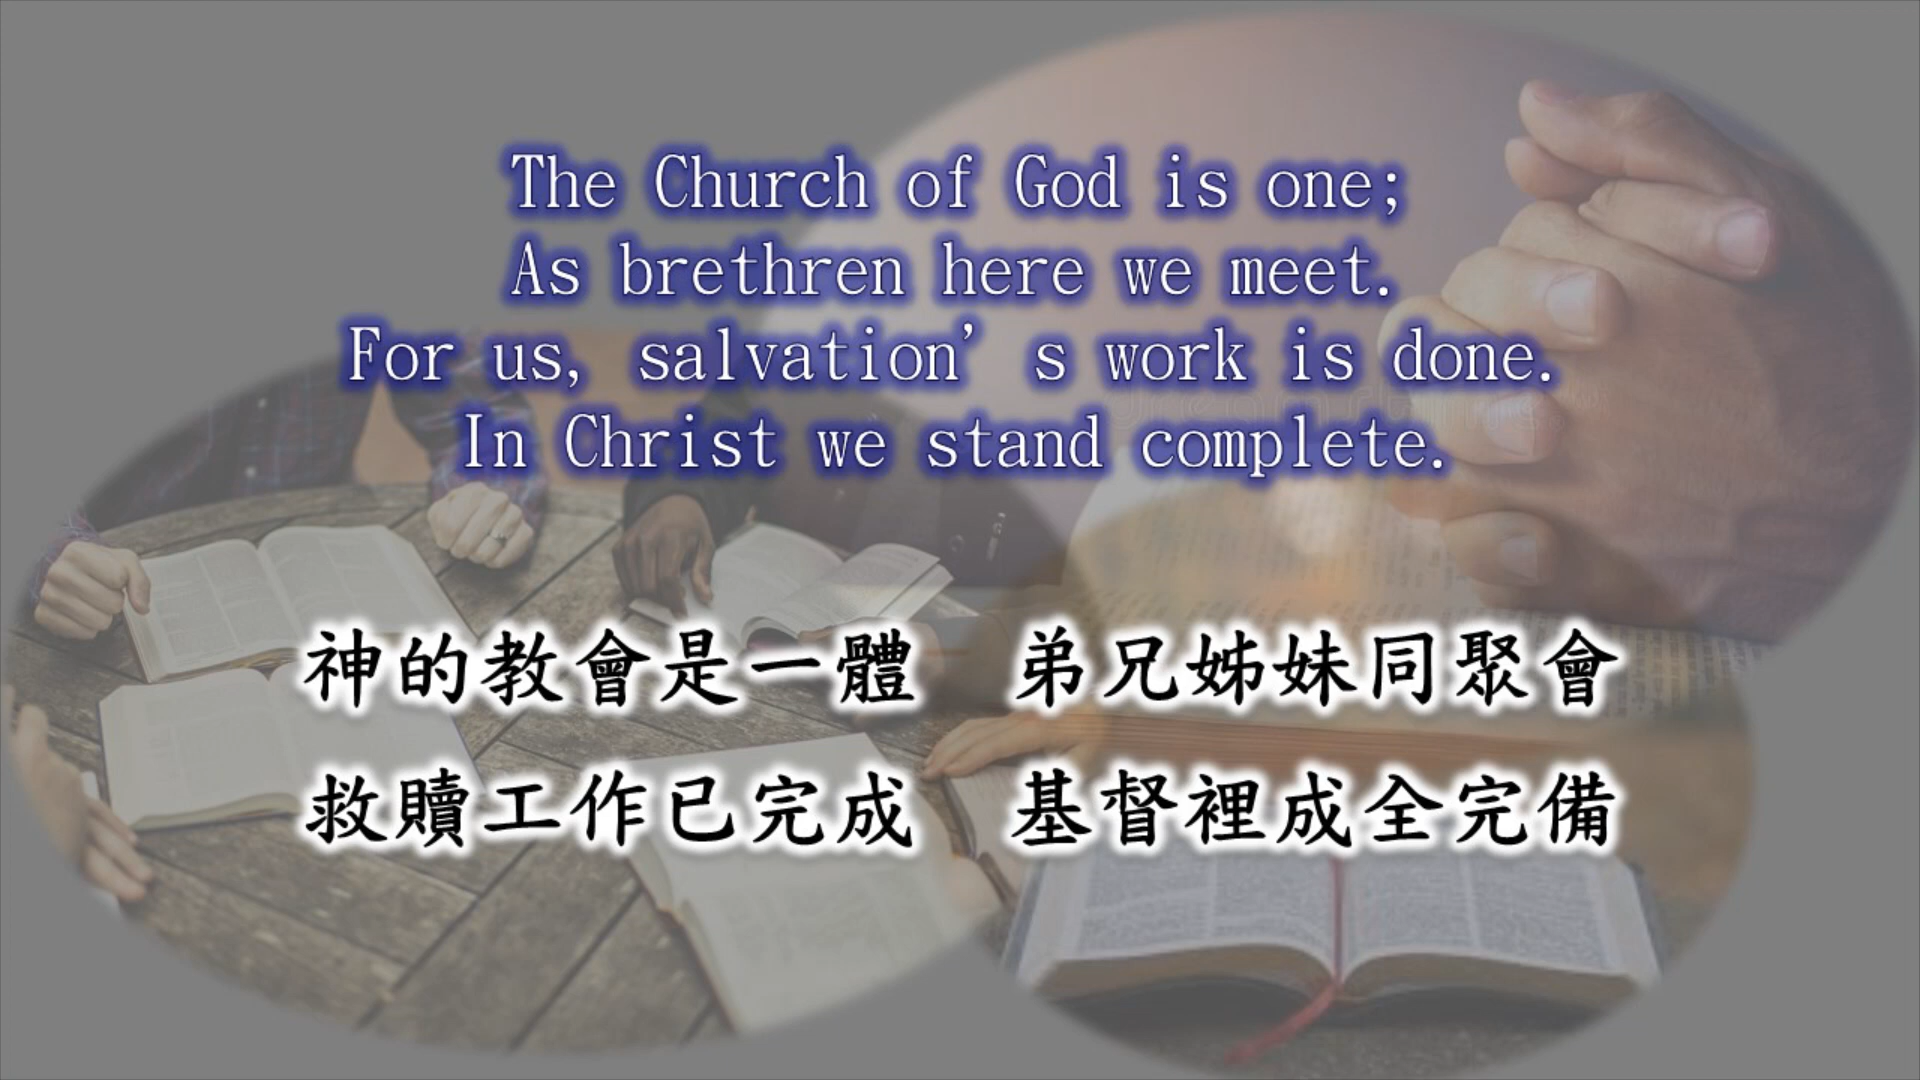 The Church of God is one;
As brethren here we meet.
For us, salvation’s work is done.
In Christ we stand complete.
神的教會是一體　弟兄姊妹同聚會
救贖工作已完成　基督裡成全完備